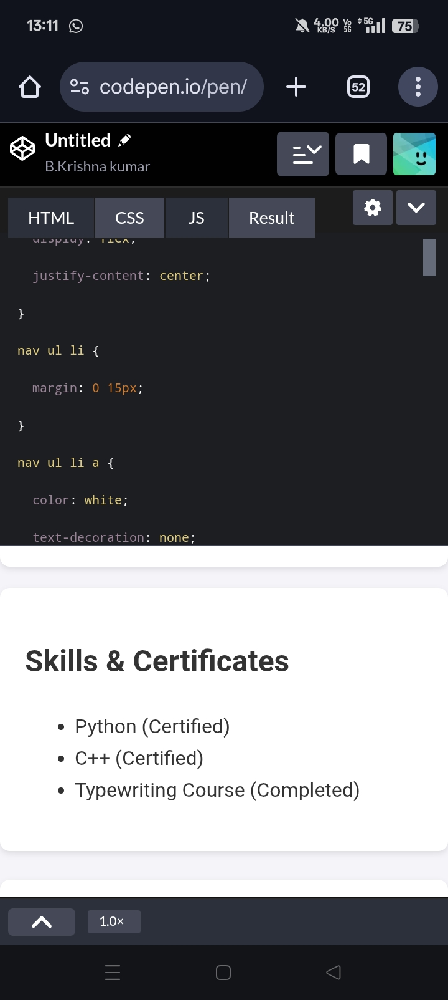 13:11
4.00 KB/S Vo 5G 5G 75
codepen.io/pen/
52
Untitled
B.Krishna kumar
HTML CSS JS Result
display: flex;
justify-content: center;
}
nav ul li {
margin: 0 15px;
}
nav ul li a {
color: white;
text-decoration: none;
Skills & Certificates
• Python (Certified)
• C++ (Certified)
• Typewriting Course (Completed)
1.0×